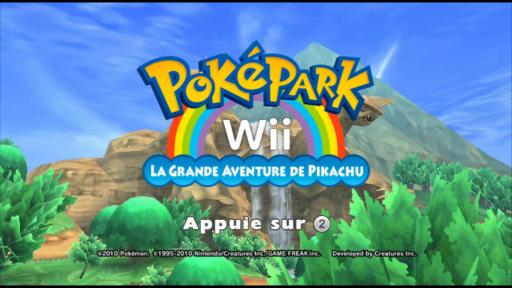 POKÉPARK
Wii
LA GRANDE AVENTURE DE PIKACHU
Appuie sur 2
©2010 Pokémon. ©1995-2010 Nintendo/Creatures Inc./GAME FREAK inc. Developed by Creatures Inc.